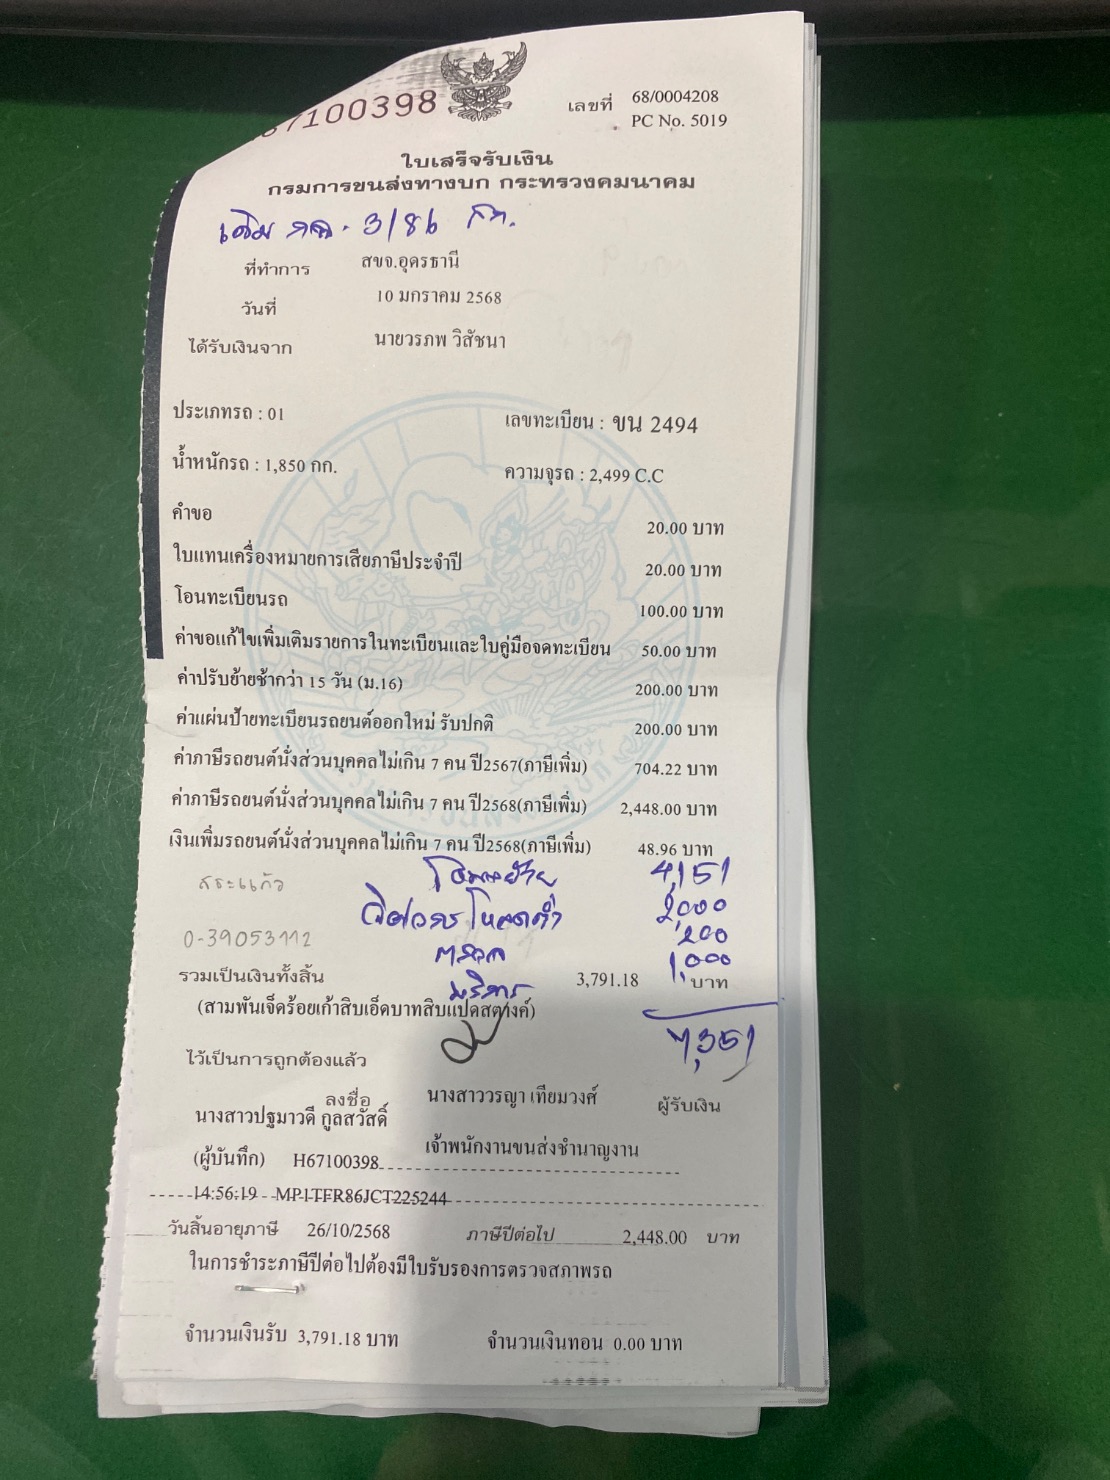 67100398
เลขที่ 68/0004208
PC No. 5019
ใบเสร็จรับเงิน
กรมการขนส่งทางบก กระทรวงคมนาคม
เดิม 3/86 กท.
ที่ทำการ สขจ.อุดรธานี
วันที่ 10 มกราคม 2568
ได้รับเงินจาก นายวรภพ วิสัชนา
ประเภทรถ : 01 เลขทะเบียน : ขน 2494
น้ำหนักรถ : 1,850 กก. ความจุรถ : 2,499 C.C
คำขอ 20.00 บาท
ใบแทนเครื่องหมายการเสียภาษีประจำปี 20.00 บาท
โอนทะเบียนรถ 100.00 บาท
ค่าขอแก้ไขเพิ่มเติมรายการในทะเบียนและใบคู่มือจดทะเบียน 50.00 บาท
ค่าปรับย้ายช้ากว่า 15 วัน (ม.16) 200.00 บาท
ค่าแผ่นป้ายทะเบียนรถยนต์ออกใหม่ รับปกติ 200.00 บาท
ค่าภาษีรถยนต์นั่งส่วนบุคคลไม่เกิน 7 คน ปี2567(ภาษีเพิ่ม) 704.22 บาท
ค่าภาษีรถยนต์นั่งส่วนบุคคลไม่เกิน 7 คน ปี2568(ภาษีเพิ่ม) 2,448.00 บาท
เงินเพิ่มรถยนต์นั่งส่วนบุคคลไม่เกิน 7 คน ปี2568(ภาษีเพิ่ม) 48.96 บาท
สระแก้ว 4,151
วิศวกร โหลดต่ำ 2,000
0-39053112
ตรวจ 200
บริการ 1,000
รวมเป็นเงินทั้งสิ้น 3,791.18 บาท
(สามพันเจ็ดร้อยเก้าสิบเอ็ดบาทสิบแปดสตางค์)
7,351
ไว้เป็นการถูกต้องแล้ว
ลงชื่อ นางสาววรญา เทียมวงศ์ ผู้รับเงิน
นางสาวปฐมาวดี กูลสวัสดิ์
เจ้าพนักงานขนส่งชำนาญงาน
(ผู้บันทึก) H67100398
14:56:19 MP1TFR86JCT225244
วันสิ้นอายุภาษี 26/10/2568 ภาษีปีต่อไป 2,448.00 บาท
ในการชำระภาษีปีต่อไปต้องมีใบรับรองการตรวจสภาพรถ
จำนวนเงินรับ 3,791.18 บาท จำนวนเงินทอน 0.00 บาท